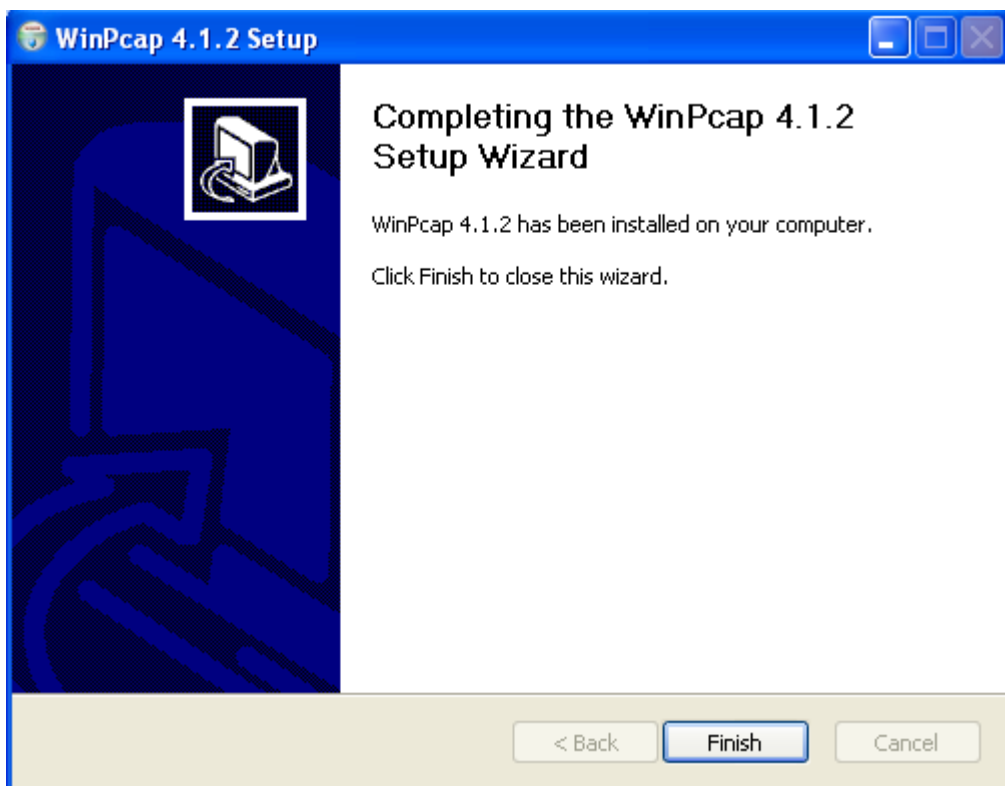 WinPcap 4.1.2 Setup
Completing the WinPcap 4.1.2
Setup Wizard
WinPcap 4.1.2 has been installed on your computer.
Click Finish to close this wizard.
< Back
Finish
Cancel